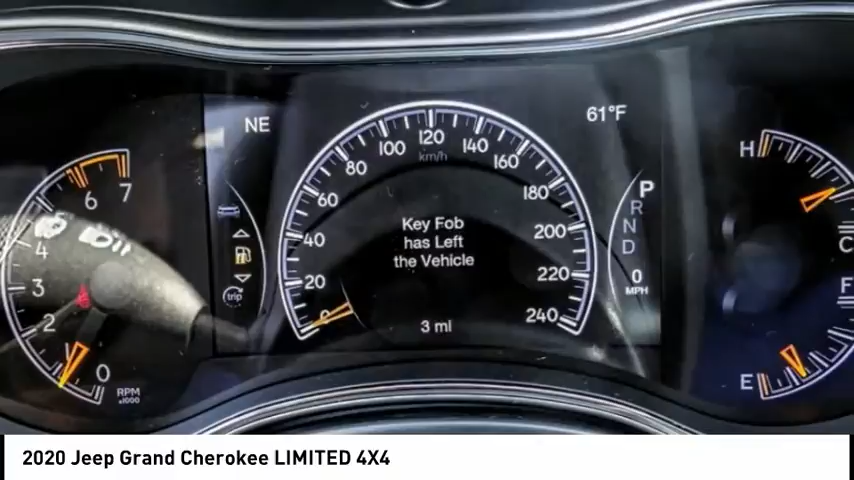 NE
61°F
H
C
F
E
7
6
5
4
3
2
1
0
RPM
x1000
trip
0
20
40
60
80
100
120
140
160
180
200
220
240
km/h
Key Fob
has Left
the Vehicle
3 mi
P
R
N
D
0
MPH
2020 Jeep Grand Cherokee LIMITED 4X4